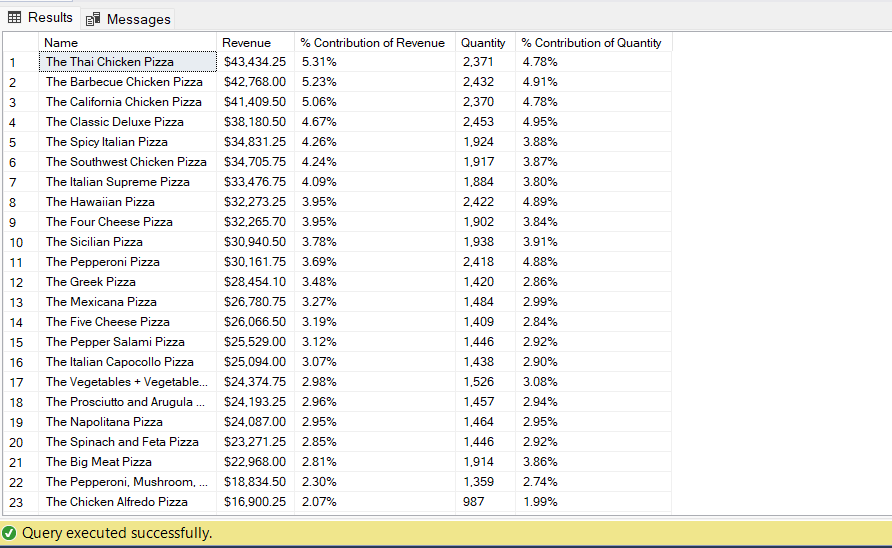 Results Messages
Name Revenue % Contribution of Revenue Quantity % Contribution of Quantity
1 The Thai Chicken Pizza $43,434.25 5.31% 2,371 4.78%
2 The Barbecue Chicken Pizza $42,768.00 5.23% 2,432 4.91%
3 The California Chicken Pizza $41,409.50 5.06% 2,370 4.78%
4 The Classic Deluxe Pizza $38,180.50 4.67% 2,453 4.95%
5 The Spicy Italian Pizza $34,831.25 4.26% 1,924 3.88%
6 The Southwest Chicken Pizza $34,705.75 4.24% 1,917 3.87%
7 The Italian Supreme Pizza $33,476.75 4.09% 1,884 3.80%
8 The Hawaiian Pizza $32,273.25 3.95% 2,422 4.89%
9 The Four Cheese Pizza $32,265.70 3.95% 1,902 3.84%
10 The Sicilian Pizza $30,940.50 3.78% 1,938 3.91%
11 The Pepperoni Pizza $30,161.75 3.69% 2,418 4.88%
12 The Greek Pizza $28,454.10 3.48% 1,420 2.86%
13 The Mexicana Pizza $26,780.75 3.27% 1,484 2.99%
14 The Five Cheese Pizza $26,066.50 3.19% 1,409 2.84%
15 The Pepper Salami Pizza $25,529.00 3.12% 1,446 2.92%
16 The Italian Capocollo Pizza $25,094.00 3.07% 1,438 2.90%
17 The Vegetables + Vegetable... $24,374.75 2.98% 1,526 3.08%
18 The Prosciutto and Arugula ... $24,193.25 2.96% 1,457 2.94%
19 The Napolitana Pizza $24,087.00 2.95% 1,464 2.95%
20 The Spinach and Feta Pizza $23,271.25 2.85% 1,446 2.92%
21 The Big Meat Pizza $22,968.00 2.81% 1,914 3.86%
22 The Pepperoni, Mushroom, ... $18,834.50 2.30% 1,359 2.74%
23 The Chicken Alfredo Pizza $16,900.25 2.07% 987 1.99%
Query executed successfully.